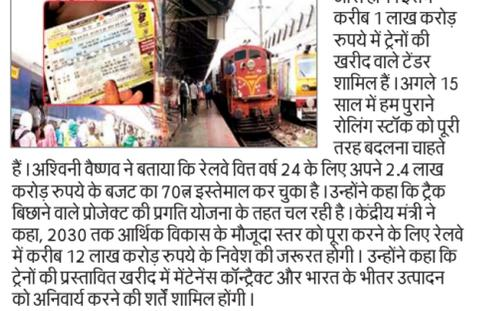 करीब 1 लाख करोड़
रुपये में ट्रेनों की
खरीद वाले टेंडर
शामिल हैं । अगले 15
साल में हम पुराने
रोलिंग स्टॉक को पूरी
तरह बदलना चाहते
हैं । अश्विनी वैष्णव ने बताया कि रेलवे वित्त वर्ष 24 के लिए अपने 2.4 लाख
करोड़ रुपये के बजट का 70त्न इस्तेमाल कर चुका है । उन्होंने कहा कि ट्रैक
बिछाने वाले प्रोजेक्ट की प्रगति योजना के तहत चल रही है । केंद्रीय मंत्री ने
कहा, 2030 तक आर्थिक विकास के मौजूदा स्तर को पूरा करने के लिए रेलवे
में करीब 12 लाख करोड़ रुपये के निवेश की जरूरत होगी । उन्होंने कहा कि
ट्रेनों की प्रस्तावित खरीद में मेंटेनेंस कॉन्ट्रैक्ट और भारत के भीतर उत्पादन
को अनिवार्य करने की शर्तें शामिल होंगी ।